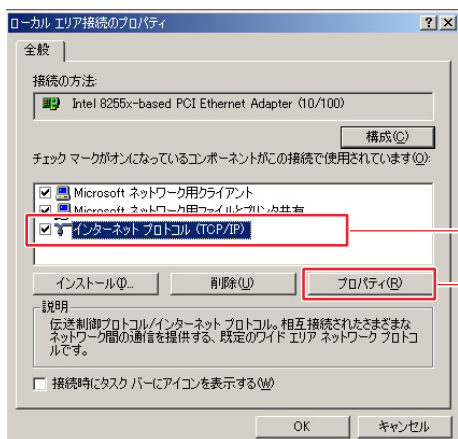 ローカル エリア接続のプロパティ
全般
接続の方法:
Intel 8255x-based PCI Ethernet Adapter (10/100)
構成(C)
チェック マークがオンになっているコンポーネントがこの接続で使用されています(O):
Microsoft ネットワーク用クライアント
Microsoft ネットワーク用ファイルとプリンタ共有
インターネット プロトコル (TCP/IP)
インストール(I)... 削除(U) プロパティ(R)
説明
伝送制御プロトコル/インターネット プロトコル。相互接続されたさまざまな
ネットワーク間の通信を提供する、既定のワイド エリア ネットワーク プロトコ
ルです。
接続時にタスク バーにアイコンを表示する(W)
OK キャンセル